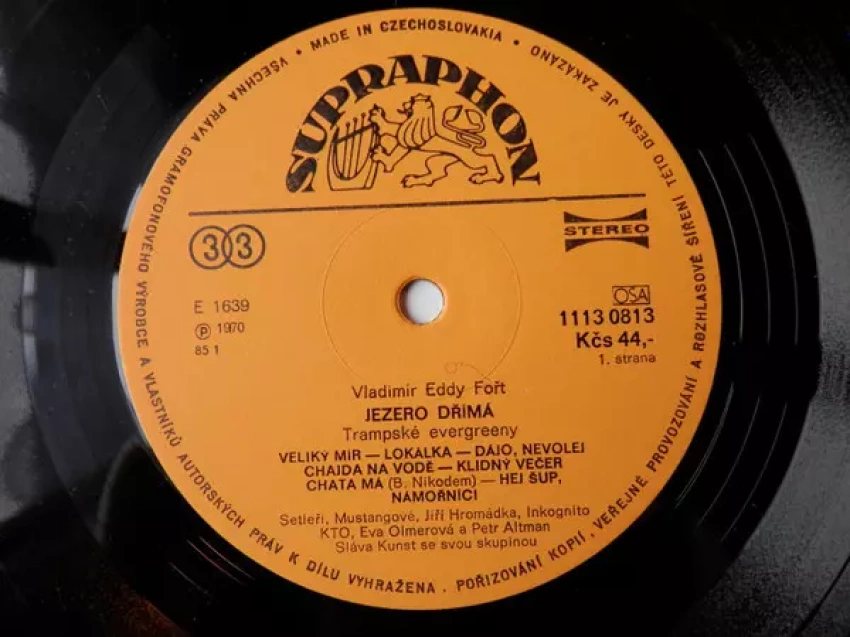 VŠECHNA PRÁVA GRAMOFONOVÉHO VÝROBCE A VLASTNÍKŮ AUTORSKÝCH PRÁV K DÍLU VYHRAŽENA. POŘIZOVÁNÍ KOPIÍ, VEŘEJNÉ PROVOZOVÁNÍ A ROZHLASOVÉ ŠÍŘENÍ TÉTO DESKY JE ZAKÁZÁNO • MADE IN CZECHOSLOVAKIA •
SUPRAPHON
33
STEREO
E 1639
Ⓟ 1970
85 1
OSA
1113 0813
Kčs 44,-
1. strana
Vladimír Eddy Fořt
JEZERO DŘÍMÁ
Trampské evergreeny
VELIKÝ MÍR — LOKÁLKA — DAJO, NEVOLEJ
CHAJDA NA VODĚ — KLIDNÝ VEČER
CHATA MÁ (B. Nikodem) — HEJ ŠUP,
NÁMOŘNÍCI
Setleři, Mustangové, Jiří Hromádka, Inkognito
KTO, Eva Olmerová a Petr Altman
Sláva Kunst se svou skupinou